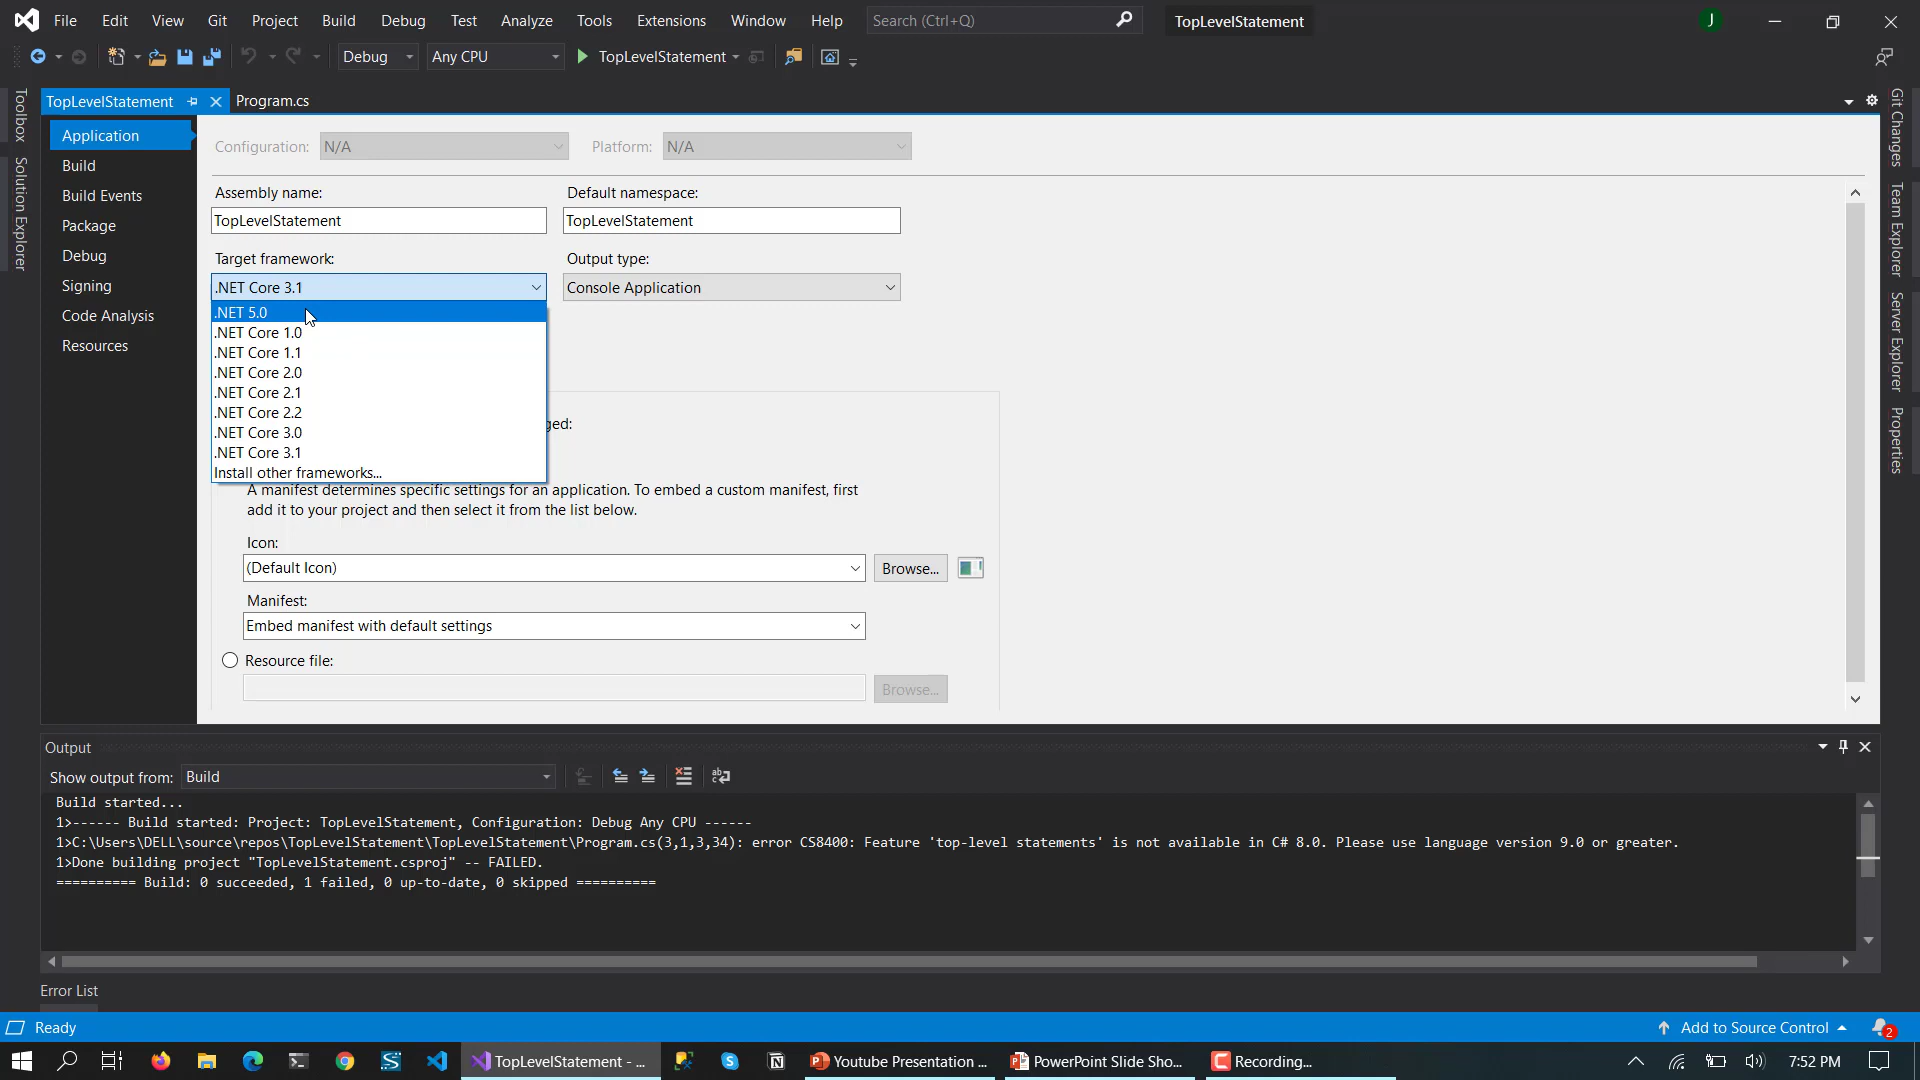 File Edit View Git Project Build Debug Test Analyze Tools Extensions Window Help Search (Ctrl+Q) TopLevelStatement J
Debug Any CPU TopLevelStatement
TopLevelStatement Program.cs
Toolbox
Solution Explorer
Application
Build
Build Events
Package
Debug
Signing
Code Analysis
Resources
Configuration: N/A Platform: N/A
Assembly name: Default namespace:
TopLevelStatement TopLevelStatement
Target framework: Output type:
.NET Core 3.1 Console Application
.NET 5.0
.NET Core 1.0
.NET Core 1.1
.NET Core 2.0
.NET Core 2.1
.NET Core 2.2
.NET Core 3.0
.NET Core 3.1
Install other frameworks...
ged:
A manifest determines specific settings for an application. To embed a custom manifest, first
add it to your project and then select it from the list below.
Icon:
(Default Icon) Browse...
Manifest:
Embed manifest with default settings
Resource file:
Browse...
Git Changes
Team Explorer
Server Explorer
Properties
Output
Show output from: Build
Build started...
1>------ Build started: Project: TopLevelStatement, Configuration: Debug Any CPU ------
1>C:\Users\DELL\source\repos\TopLevelStatement\TopLevelStatement\Program.cs(3,1,3,34): error CS8400: Feature 'top-level statements' is not available in C# 8.0. Please use language version 9.0 or greater.
1>Done building project "TopLevelStatement.csproj" -- FAILED.
========== Build: 0 succeeded, 1 failed, 0 up-to-date, 0 skipped ==========
Error List
Ready Add to Source Control 2
TopLevelStatement - ... Youtube Presentation ... PowerPoint Slide Sho... Recording... 7:52 PM